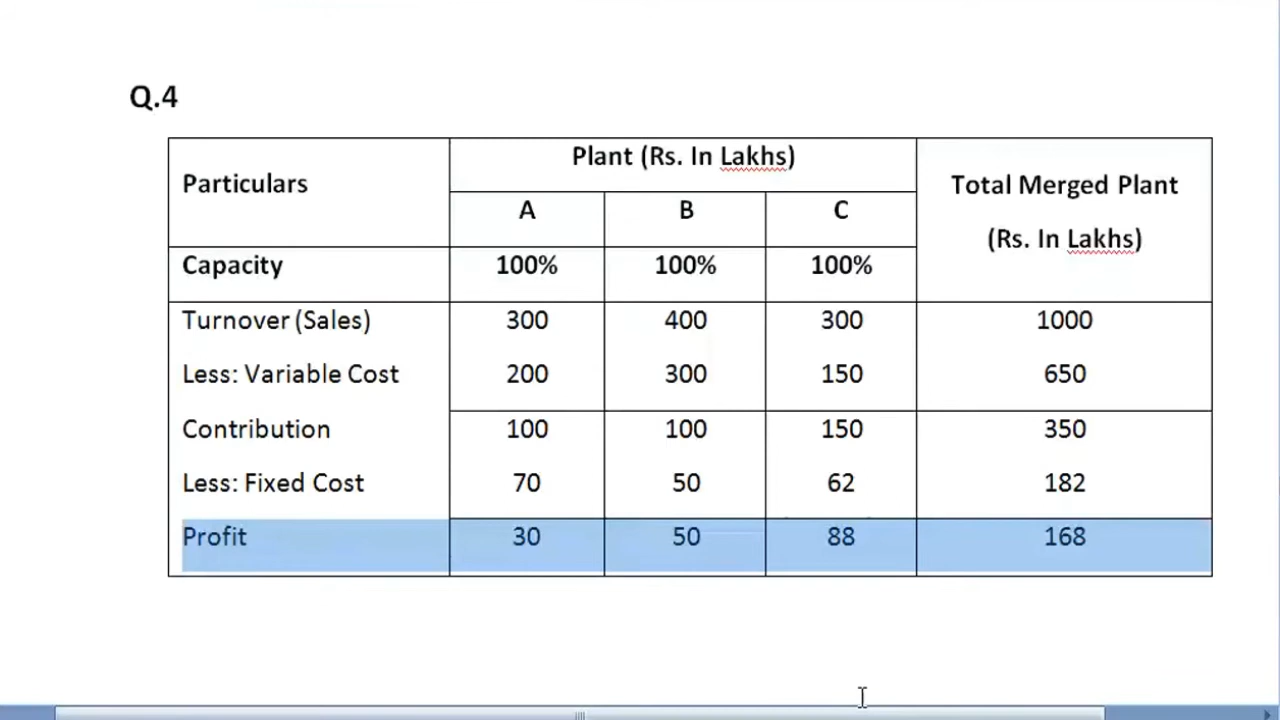 Q.4
Particulars Plant (Rs. In Lakhs) Total Merged Plant (Rs. In Lakhs)
A B C
Capacity 100% 100% 100%
Turnover (Sales) 300 400 300 1000
Less: Variable Cost 200 300 150 650
Contribution 100 100 150 350
Less: Fixed Cost 70 50 62 182
Profit 30 50 88 168